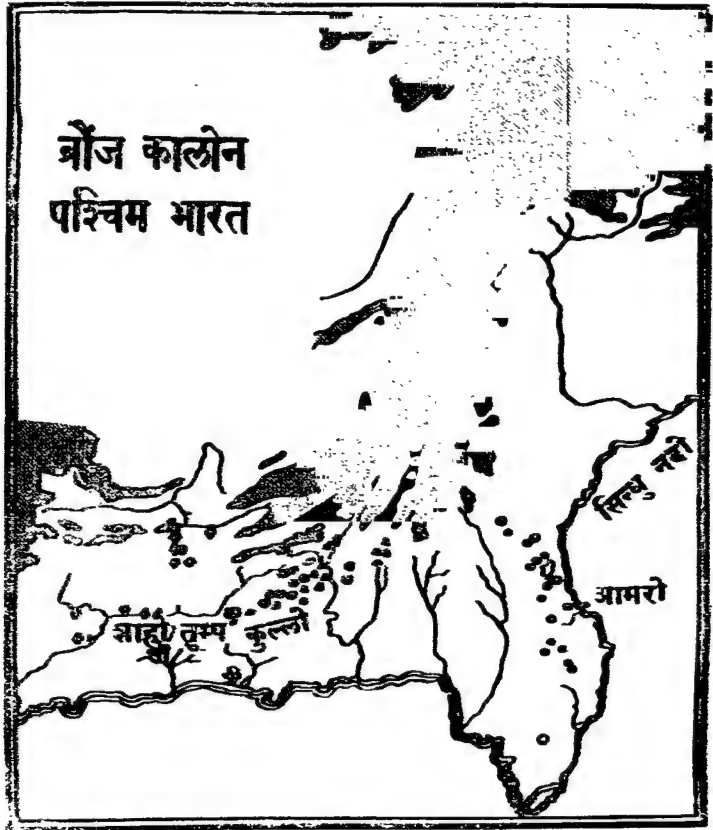 ब्रौंज कालोन
पश्चिम भारत
सिन्धु नदो
आमरो
शाहो तुम्प कुल्लो